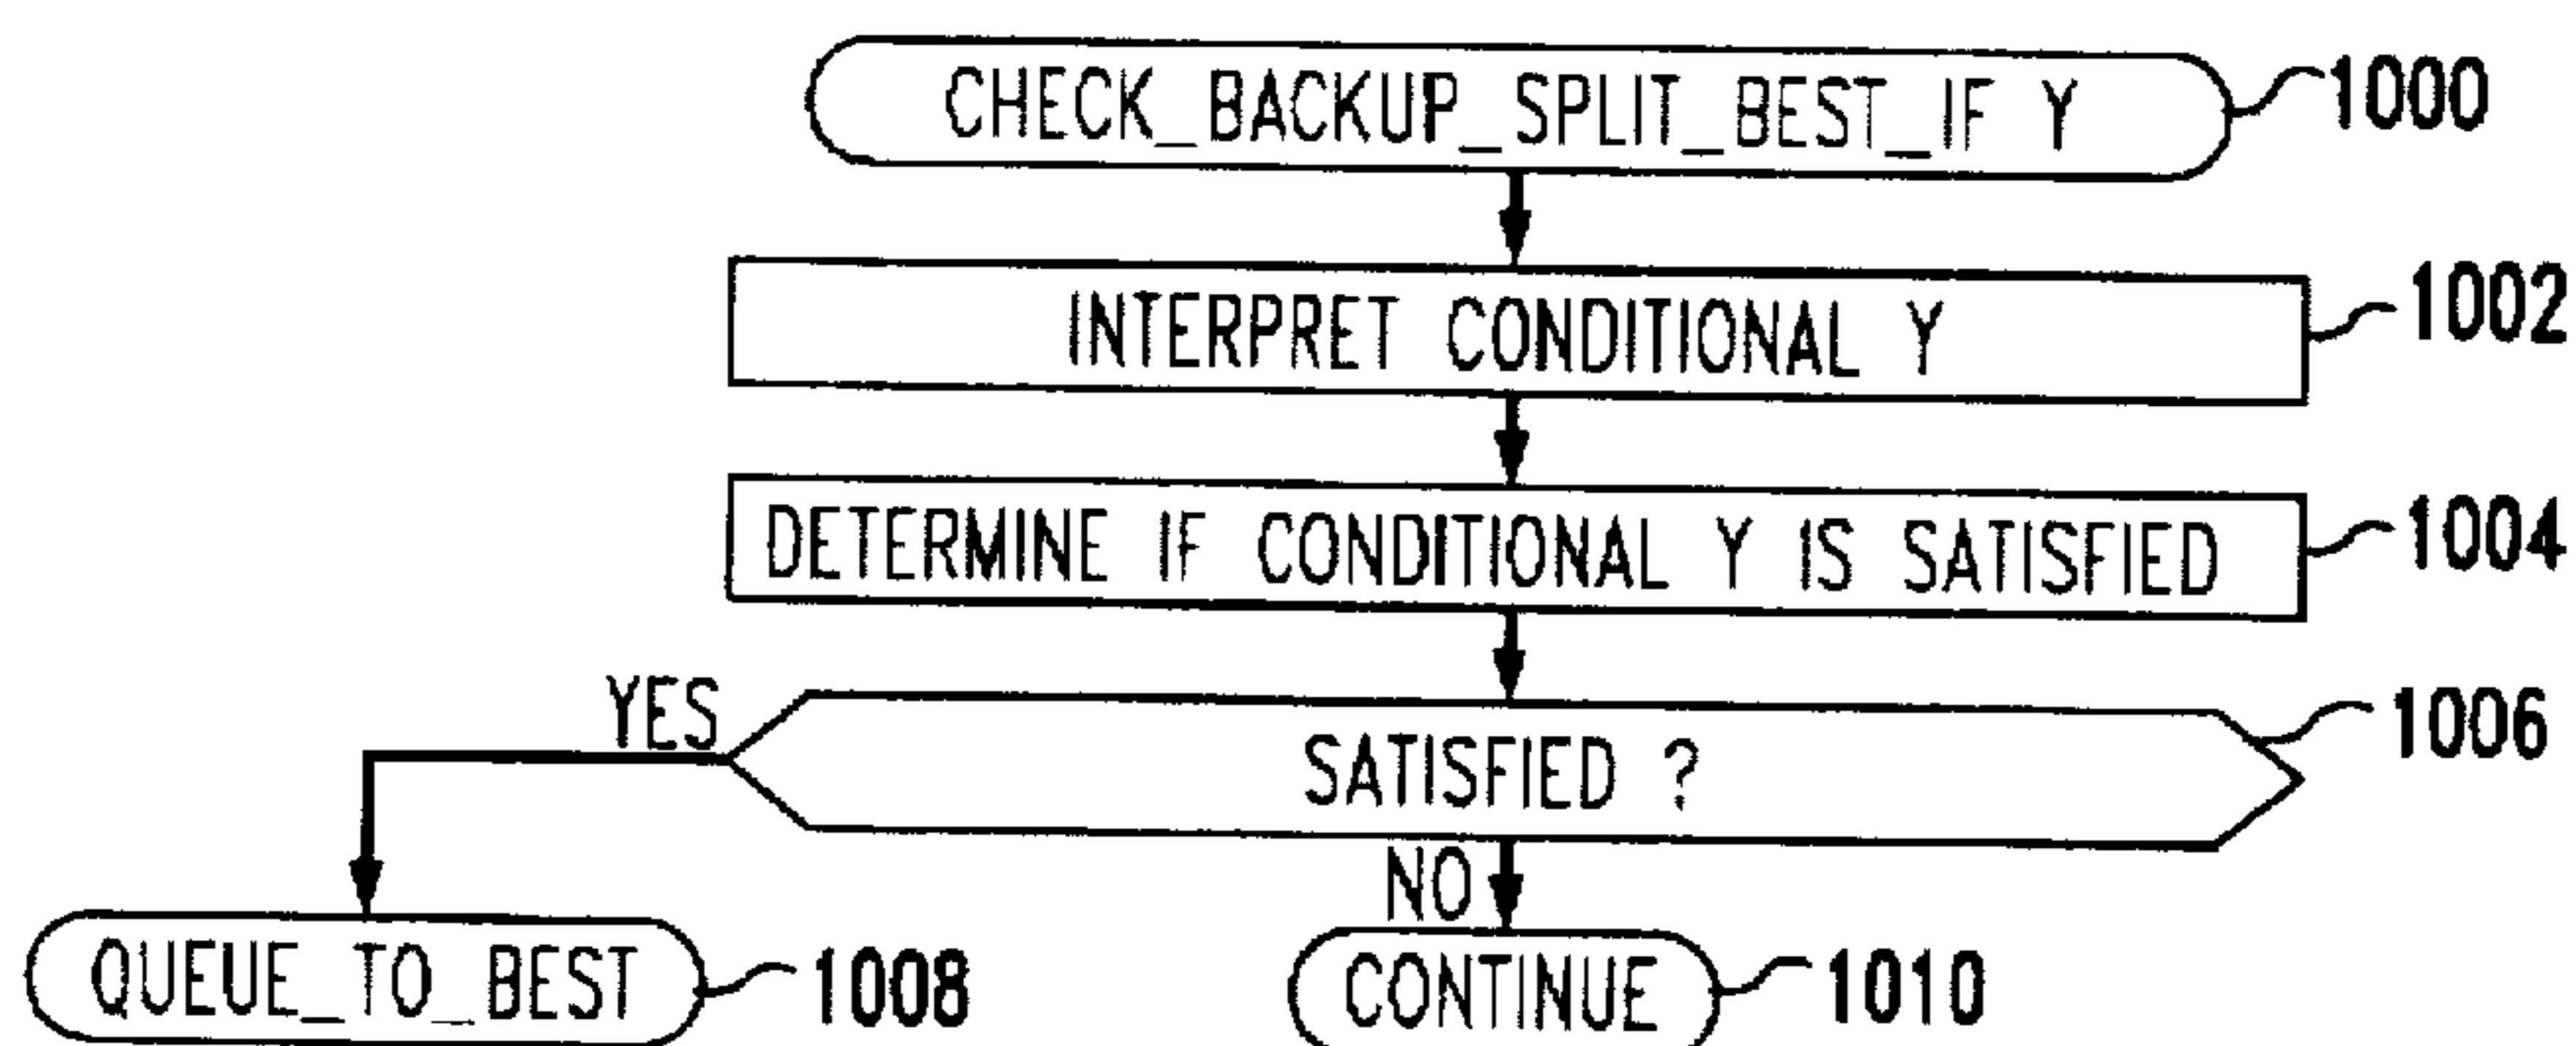 CHECK_BACKUP_SPLIT_BEST_IF Y
1000
INTERPRET CONDITIONAL Y
1002
DETERMINE IF CONDITIONAL Y IS SATISFIED
1004
YES
SATISFIED ?
1006
NO
QUEUE_TO_BEST
1008
CONTINUE
1010